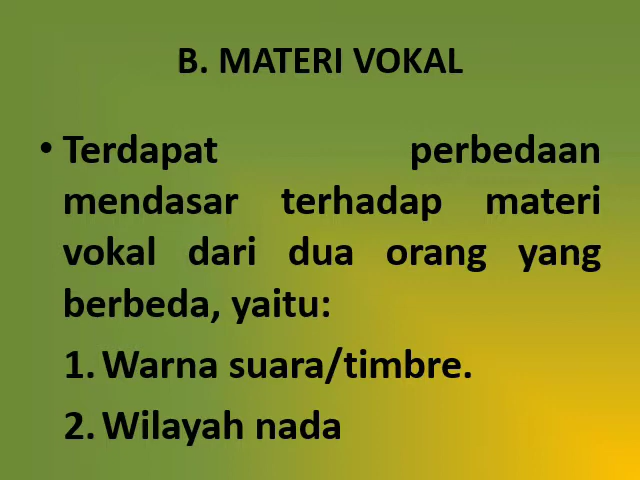 B. MATERI VOKAL
• Terdapat perbedaan
mendasar terhadap materi
vokal dari dua orang yang
berbeda, yaitu:
1. Warna suara/timbre.
2. Wilayah nada